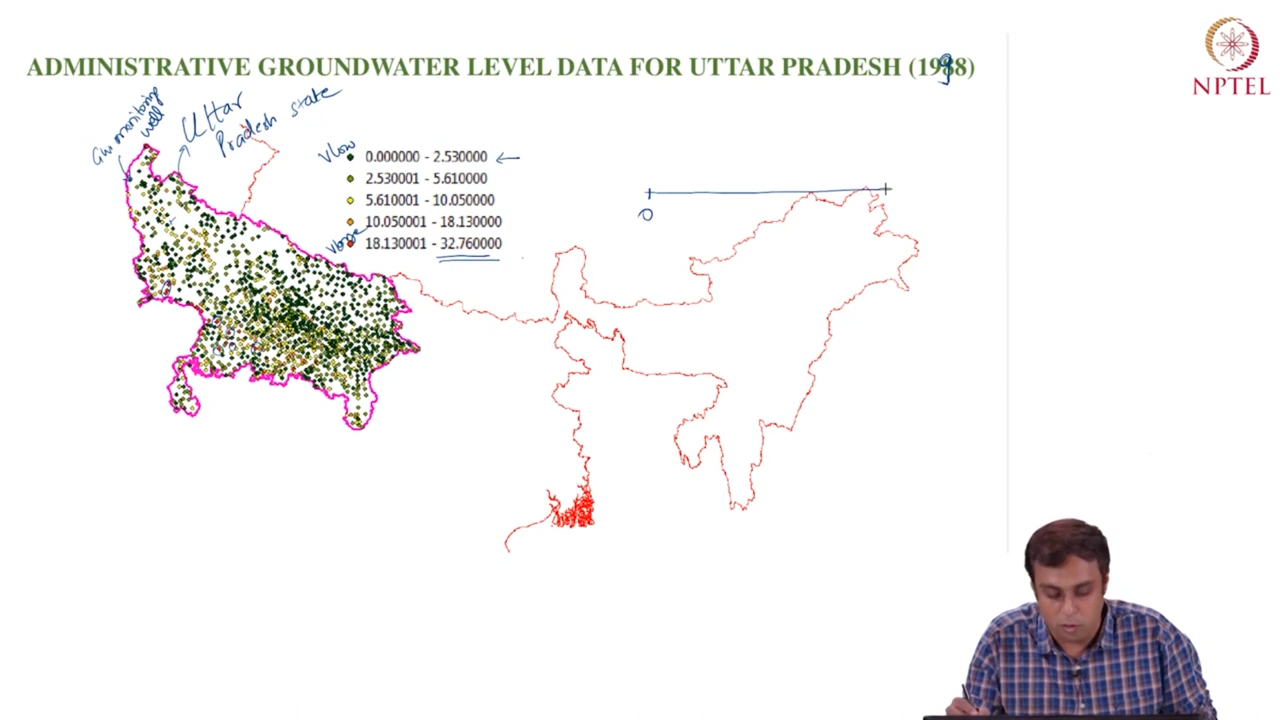 ADMINISTRATIVE GROUNDWATER LEVEL DATA FOR UTTAR PRADESH (1998)
NPTEL
GW monitoring
well
Uttar
Pradesh state
Vlow
0.000000 - 2.530000
2.530001 - 5.610000
5.610001 - 10.050000
10.050001 - 18.130000
18.130001 - 32.760000
0